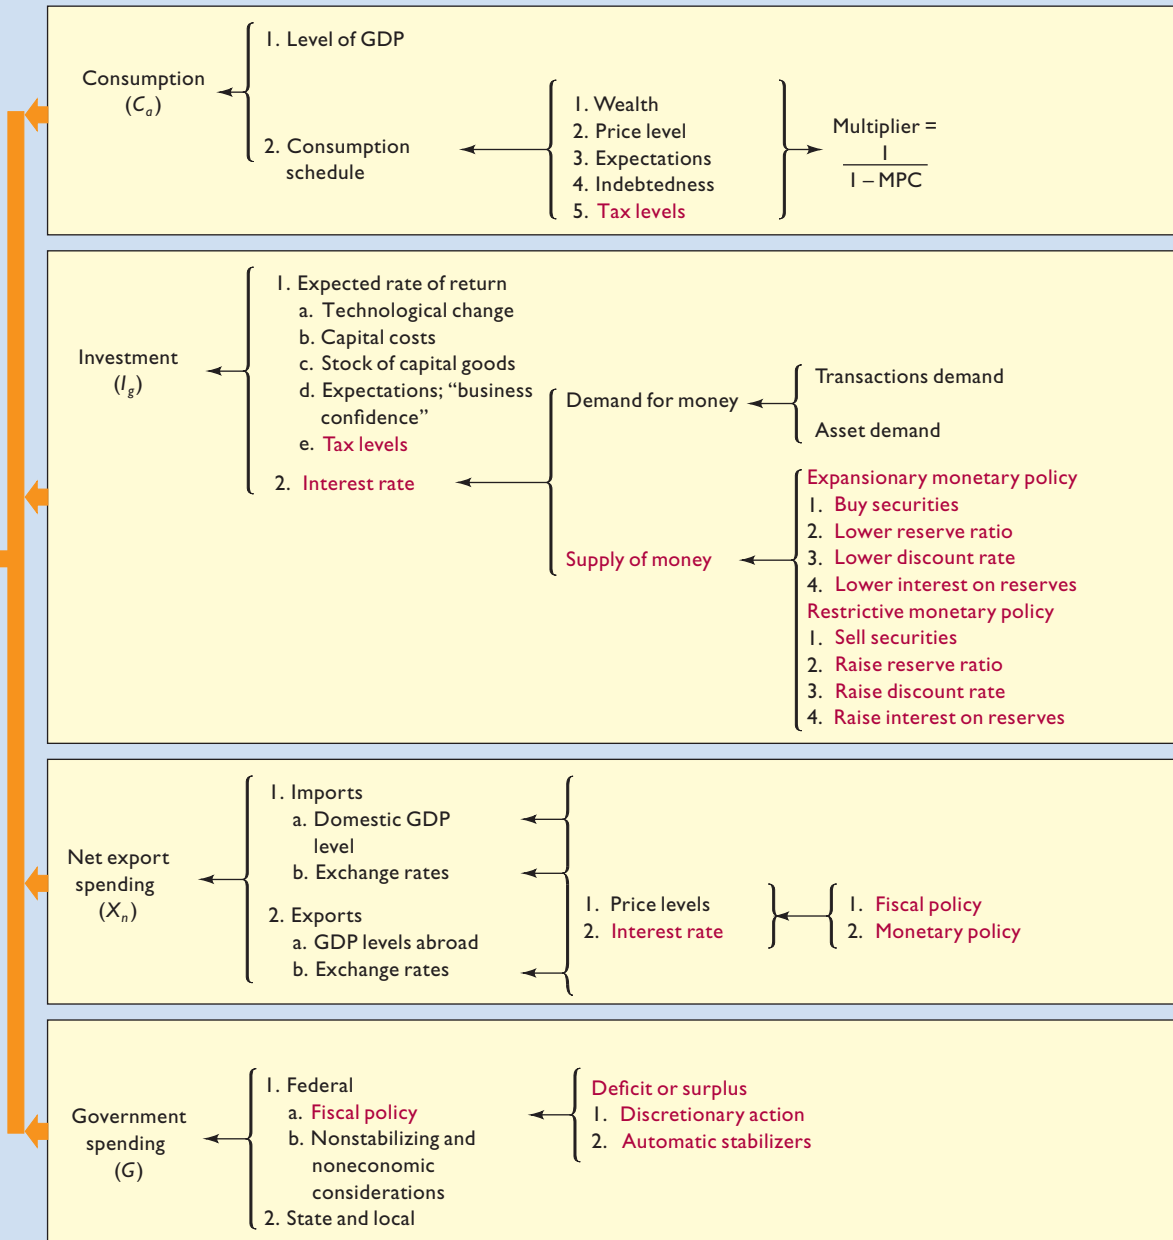 Consumption
(Ca)
1. Level of GDP
2. Consumption
schedule
1. Wealth
2. Price level
3. Expectations
4. Indebtedness
5. Tax levels
Multiplier =
1
1 – MPC
Investment
(Ig)
1. Expected rate of return
a. Technological change
b. Capital costs
c. Stock of capital goods
d. Expectations; “business
confidence”
e. Tax levels
2. Interest rate
Demand for money
Transactions demand
Asset demand
Supply of money
Expansionary monetary policy
1. Buy securities
2. Lower reserve ratio
3. Lower discount rate
4. Lower interest on reserves
Restrictive monetary policy
1. Sell securities
2. Raise reserve ratio
3. Raise discount rate
4. Raise interest on reserves
Net export
spending
(Xn)
1. Imports
a. Domestic GDP
level
b. Exchange rates
2. Exports
a. GDP levels abroad
b. Exchange rates
1. Price levels
2. Interest rate
1. Fiscal policy
2. Monetary policy
Government
spending
(G)
1. Federal
a. Fiscal policy
b. Nonstabilizing and
noneconomic
considerations
2. State and local
Deficit or surplus
1. Discretionary action
2. Automatic stabilizers